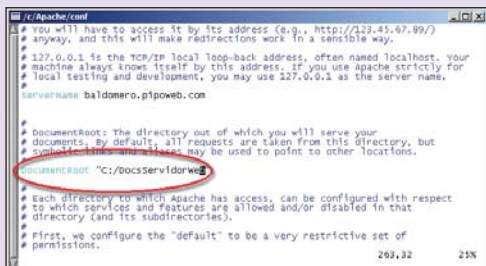 /c/Apache/conf
# You will have to access it by its address (e.g., http://123.45.67.89/)
# anyway, and this will make redirections work in a sensible way.
#
# 127.0.0.1 is the TCP/IP local loop-back address, often named localhost. Your
# machine always knows itself by this address. If you use Apache strictly for
# local testing and development, you may use 127.0.0.1 as the server name.
#
ServerName baldomero.pipoweb.com
#
# DocumentRoot: The directory out of which you will serve your
# documents. By default, all requests are taken from this directory, but
# symbolic links and aliases may be used to point to other locations.
#
DocumentRoot "C:/DocsServidorWeb
#
# Each directory to which Apache has access, can be configured with respect
# to which services and features are allowed and/or disabled in that
# directory (and its subdirectories).
#
# First, we configure the "default" to be a very restrictive set of
# permissions.
263,32 25%